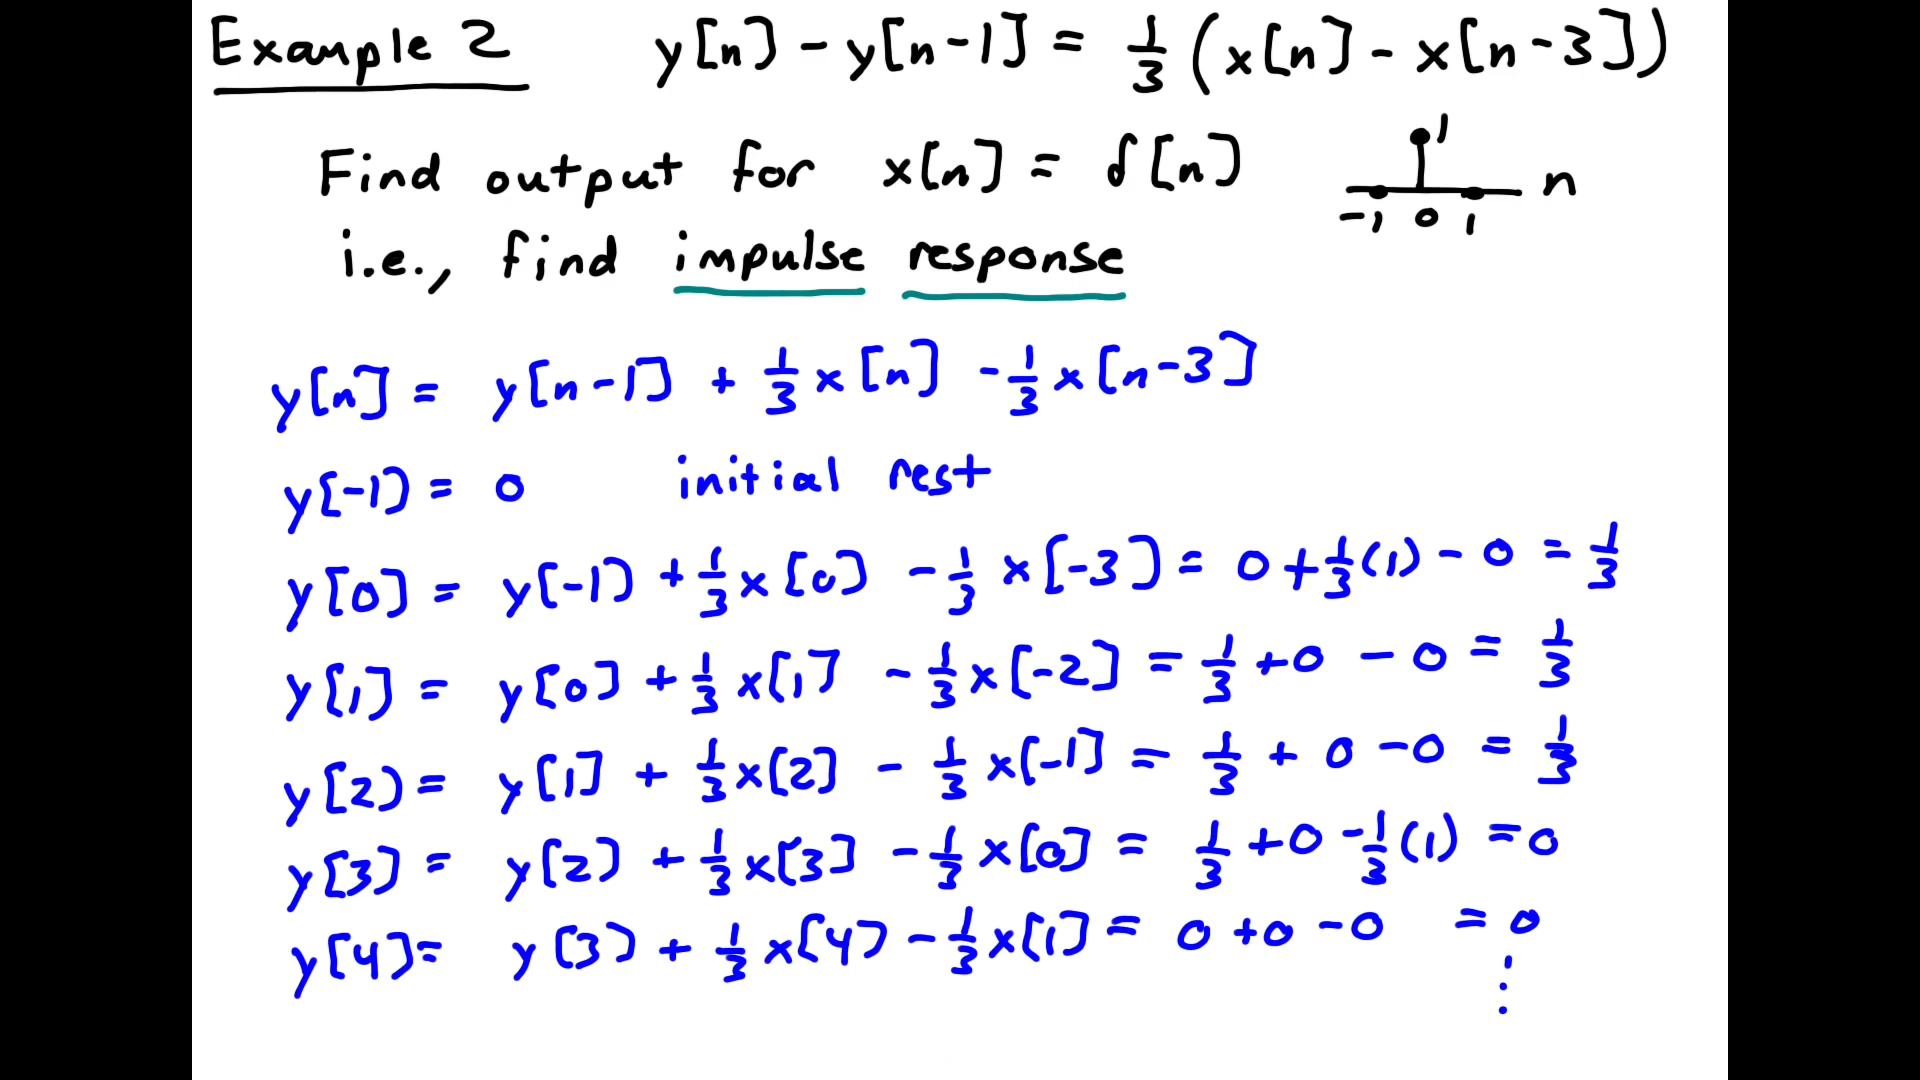 Example 2 y[n] - y[n-1] = 1/3 (x[n] - x[n-3])
Find output for x[n] = δ[n] 1 n
-1 0 1
i.e., find impulse response
y[n] = y[n-1] + 1/3 x[n] - 1/3 x[n-3]
y[-1] = 0 initial rest
y[0] = y[-1] + 1/3 x[0] - 1/3 x[-3] = 0 + 1/3 (1) - 0 = 1/3
y[1] = y[0] + 1/3 x[1] - 1/3 x[-2] = 1/3 + 0 - 0 = 1/3
y[2] = y[1] + 1/3 x[2] - 1/3 x[-1] = 1/3 + 0 - 0 = 1/3
y[3] = y[2] + 1/3 x[3] - 1/3 x[0] = 1/3 + 0 - 1/3 (1) = 0
y[4] = y[3] + 1/3 x[4] - 1/3 x[1] = 0 + 0 - 0 = 0
⋮